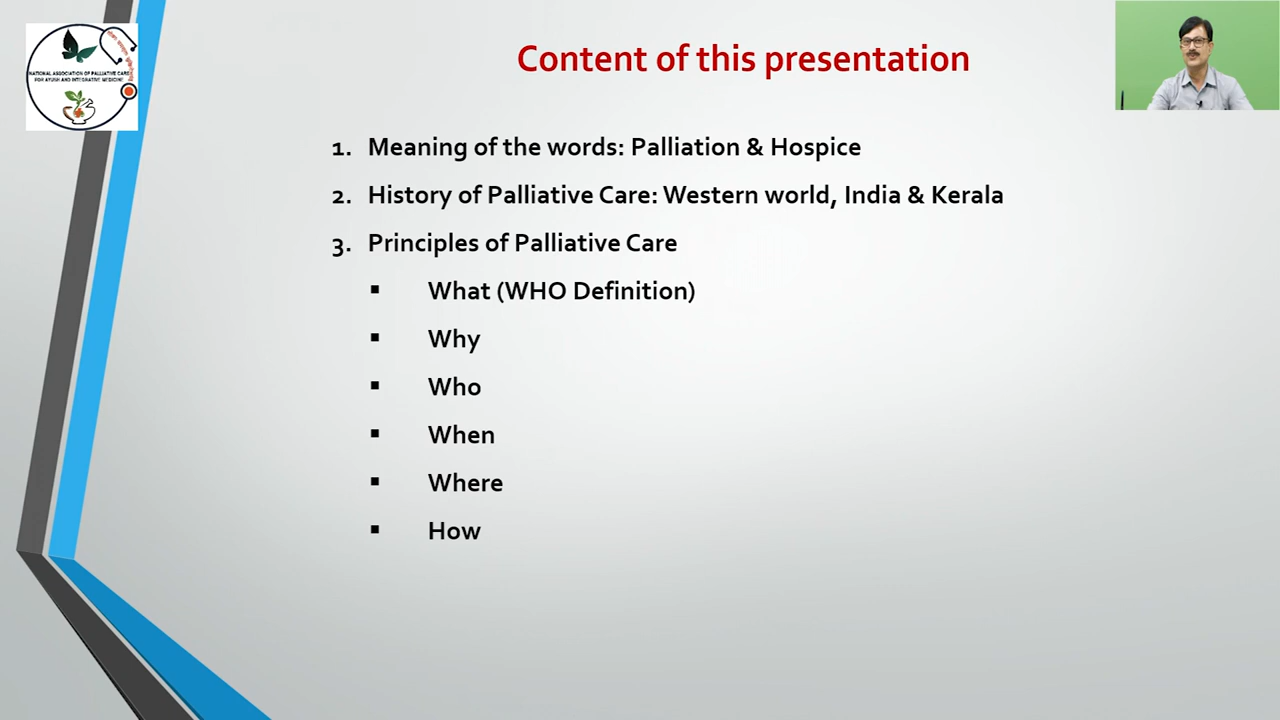 Content of this presentation
NATIONAL ASSOCIATION OF PALLIATIVE CARE
FOR AYUSH AND INTEGRATIVE MEDICINE
1. Meaning of the words: Palliation & Hospice
2. History of Palliative Care: Western world, India & Kerala
3. Principles of Palliative Care
▪ What (WHO Definition)
▪ Why
▪ Who
▪ When
▪ Where
▪ How